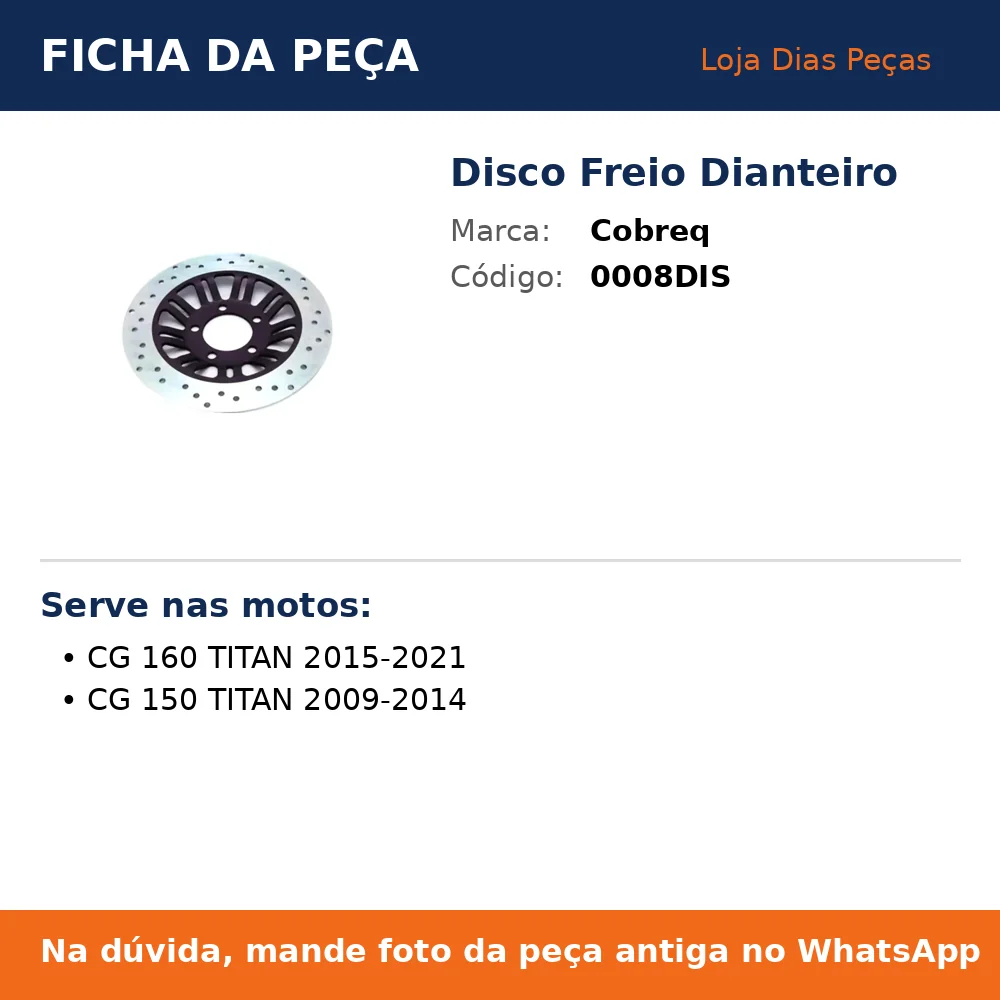 FICHA DA PEÇA
Loja Dias Peças
Disco Freio Dianteiro
Marca: Cobreq
Código: 0008DIS
Serve nas motos:
• CG 160 TITAN 2015-2021
• CG 150 TITAN 2009-2014
Na dúvida, mande foto da peça antiga no WhatsApp